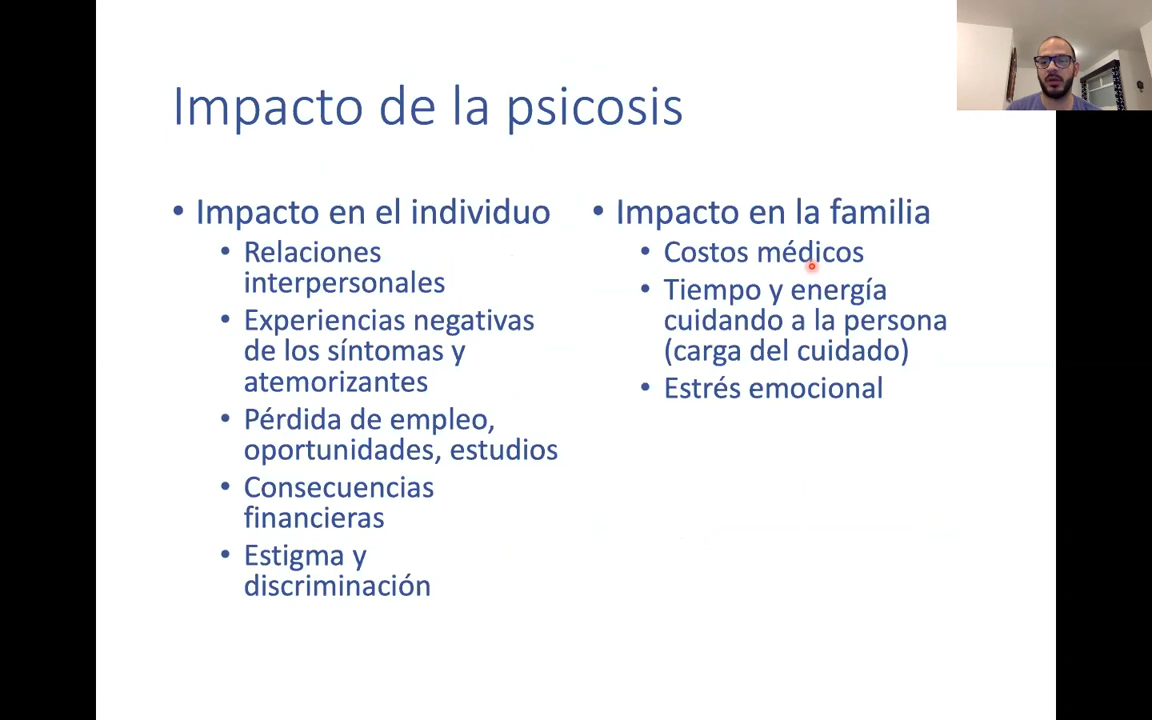 Impacto de la psicosis
• Impacto en el individuo
• Relaciones
interpersonales
• Experiencias negativas
de los síntomas y
atemorizantes
• Pérdida de empleo,
oportunidades, estudios
• Consecuencias
financieras
• Estigma y
discriminación
• Impacto en la familia
• Costos médicos
• Tiempo y energía
cuidando a la persona
(carga del cuidado)
• Estrés emocional